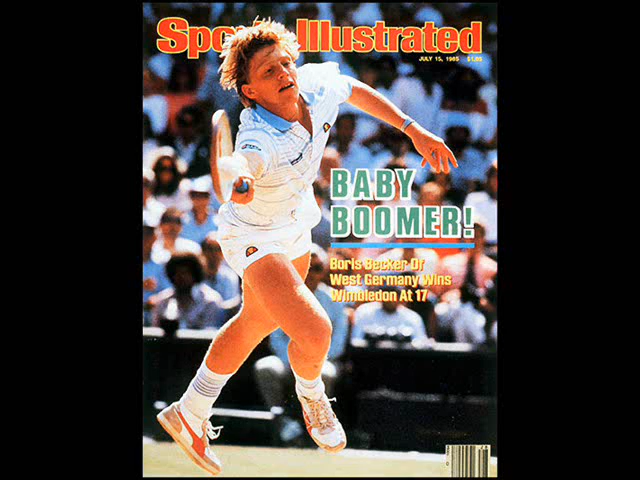 Sports Illustrated
JULY 15, 1985 $1.95
BABY
BOOMER!
Boris Becker Of
West Germany Wins
Wimbledon At 17